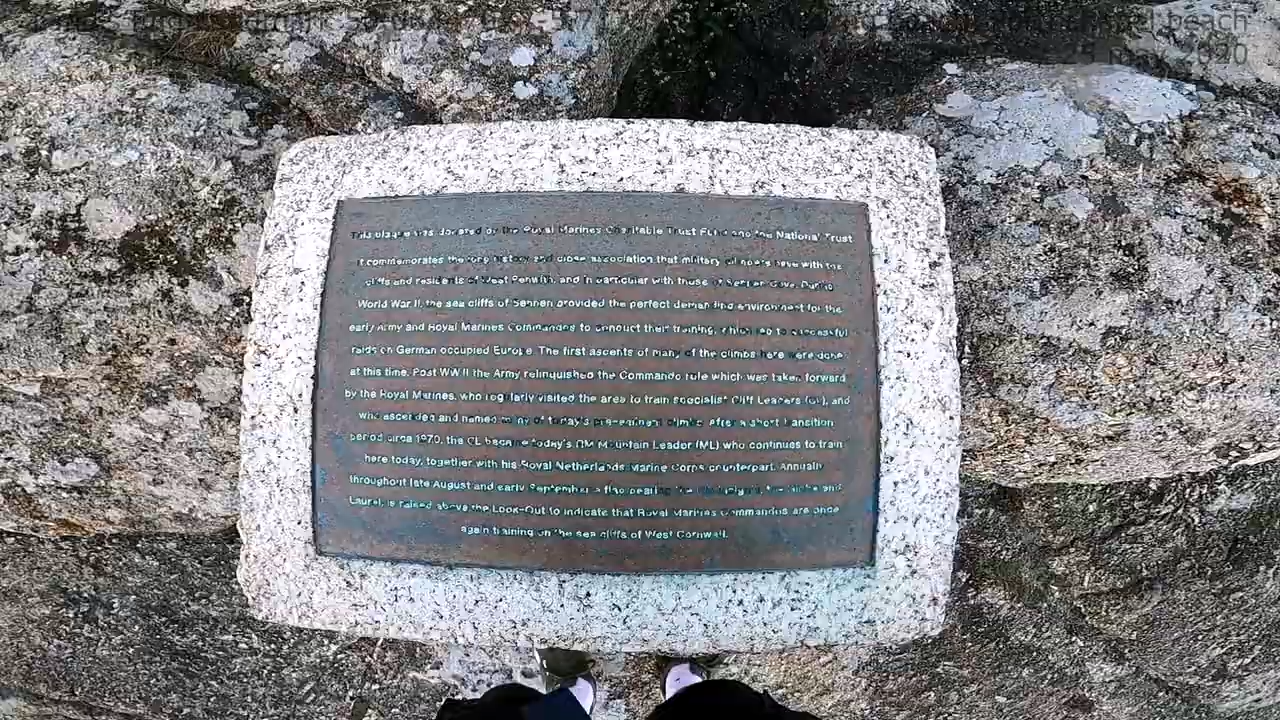 beach
2020
This plaque was donated by the Royal Marines Charitable Trust Fund and the National Trust
It commemorates the long history and close association that military climbers have with the
cliffs and residents of West Penwith, and in particular with those of Sennen Cove. During
World War II, the sea cliffs of Sennen provided the perfect demanding environment for the
early Army and Royal Marines Commandos to conduct their training, which led to successful
raids on German occupied Europe. The first ascents of many of the climbs here were done
at this time. Post WW II the Army relinquished the Commando role which was taken forward
by the Royal Marines, who regularly visited the area to train specialist Cliff Leaders (CL), and
who ascended and named many of today's pre-eminent climbs. After a short transition
period circa 1970, the CL became today's RM Mountain Leader (ML) who continues to train
here today, together with his Royal Netherlands Marine Corps counterpart. Annually
throughout late August and early September a flag bearing the and
Laurel, is raised above the Look-Out to indicate that Royal Marines Commandos are once
again training on the sea cliffs of West Cornwall.